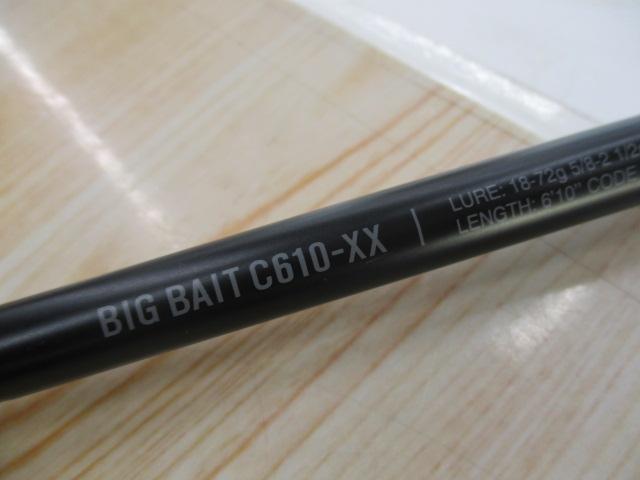 BIG BAIT C610-XX
LURE: 18-72g 5/8-2 1/2
LENGTH: 6'10" CODE